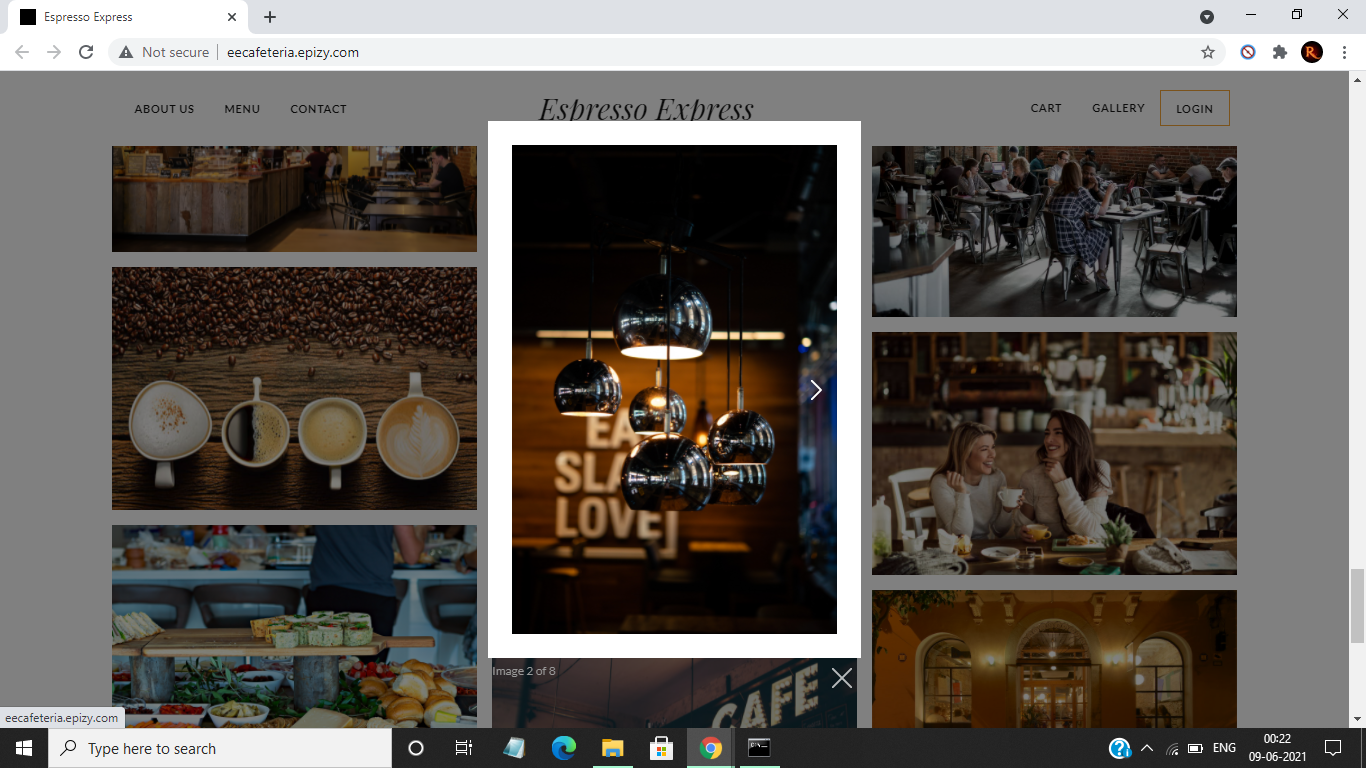 Espresso Express
Not secure
eecafeteria.epizy.com
ABOUT US
MENU
CONTACT
Espresso Express
CART
GALLERY
LOGIN
SLA
LOVE
Image 2 of 8
CAFE
eecafeteria.epizy.com
Type here to search
ENG
00:22
09-06-2021